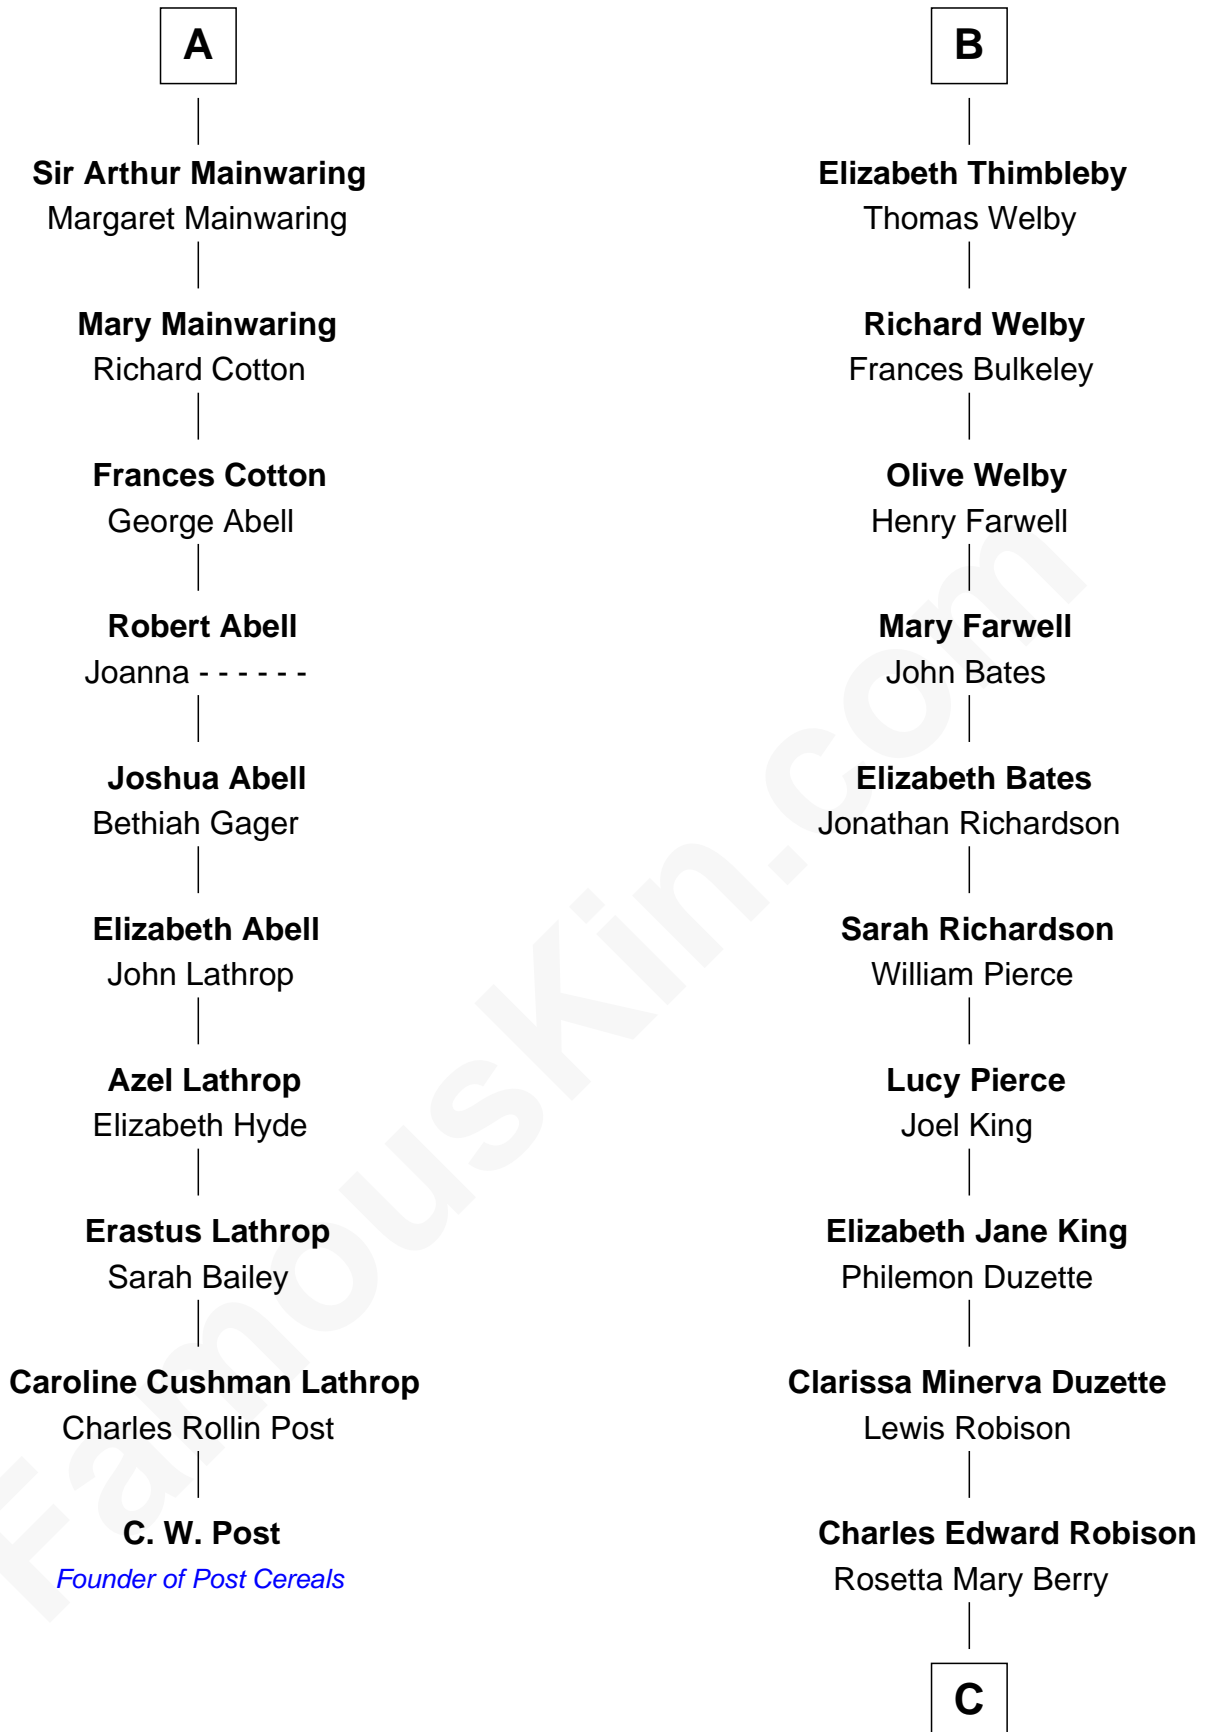 A
Sir Arthur Mainwaring
Margaret Mainwaring
Mary Mainwaring
Richard Cotton
Frances Cotton
George Abell
Robert Abell
Joanna - - - - - -
Joshua Abell
Bethiah Gager
Elizabeth Abell
John Lathrop
Azel Lathrop
Elizabeth Hyde
Erastus Lathrop
Sarah Bailey
Caroline Cushman Lathrop
Charles Rollin Post
C. W. Post
Founder of Post Cereals
B
Elizabeth Thimbleby
Thomas Welby
Richard Welby
Frances Bulkeley
Olive Welby
Henry Farwell
Mary Farwell
John Bates
Elizabeth Bates
Jonathan Richardson
Sarah Richardson
William Pierce
Lucy Pierce
Joel King
Elizabeth Jane King
Philemon Duzette
Clarissa Minerva Duzette
Lewis Robison
Charles Edward Robison
Rosetta Mary Berry
C
FamousKin.com